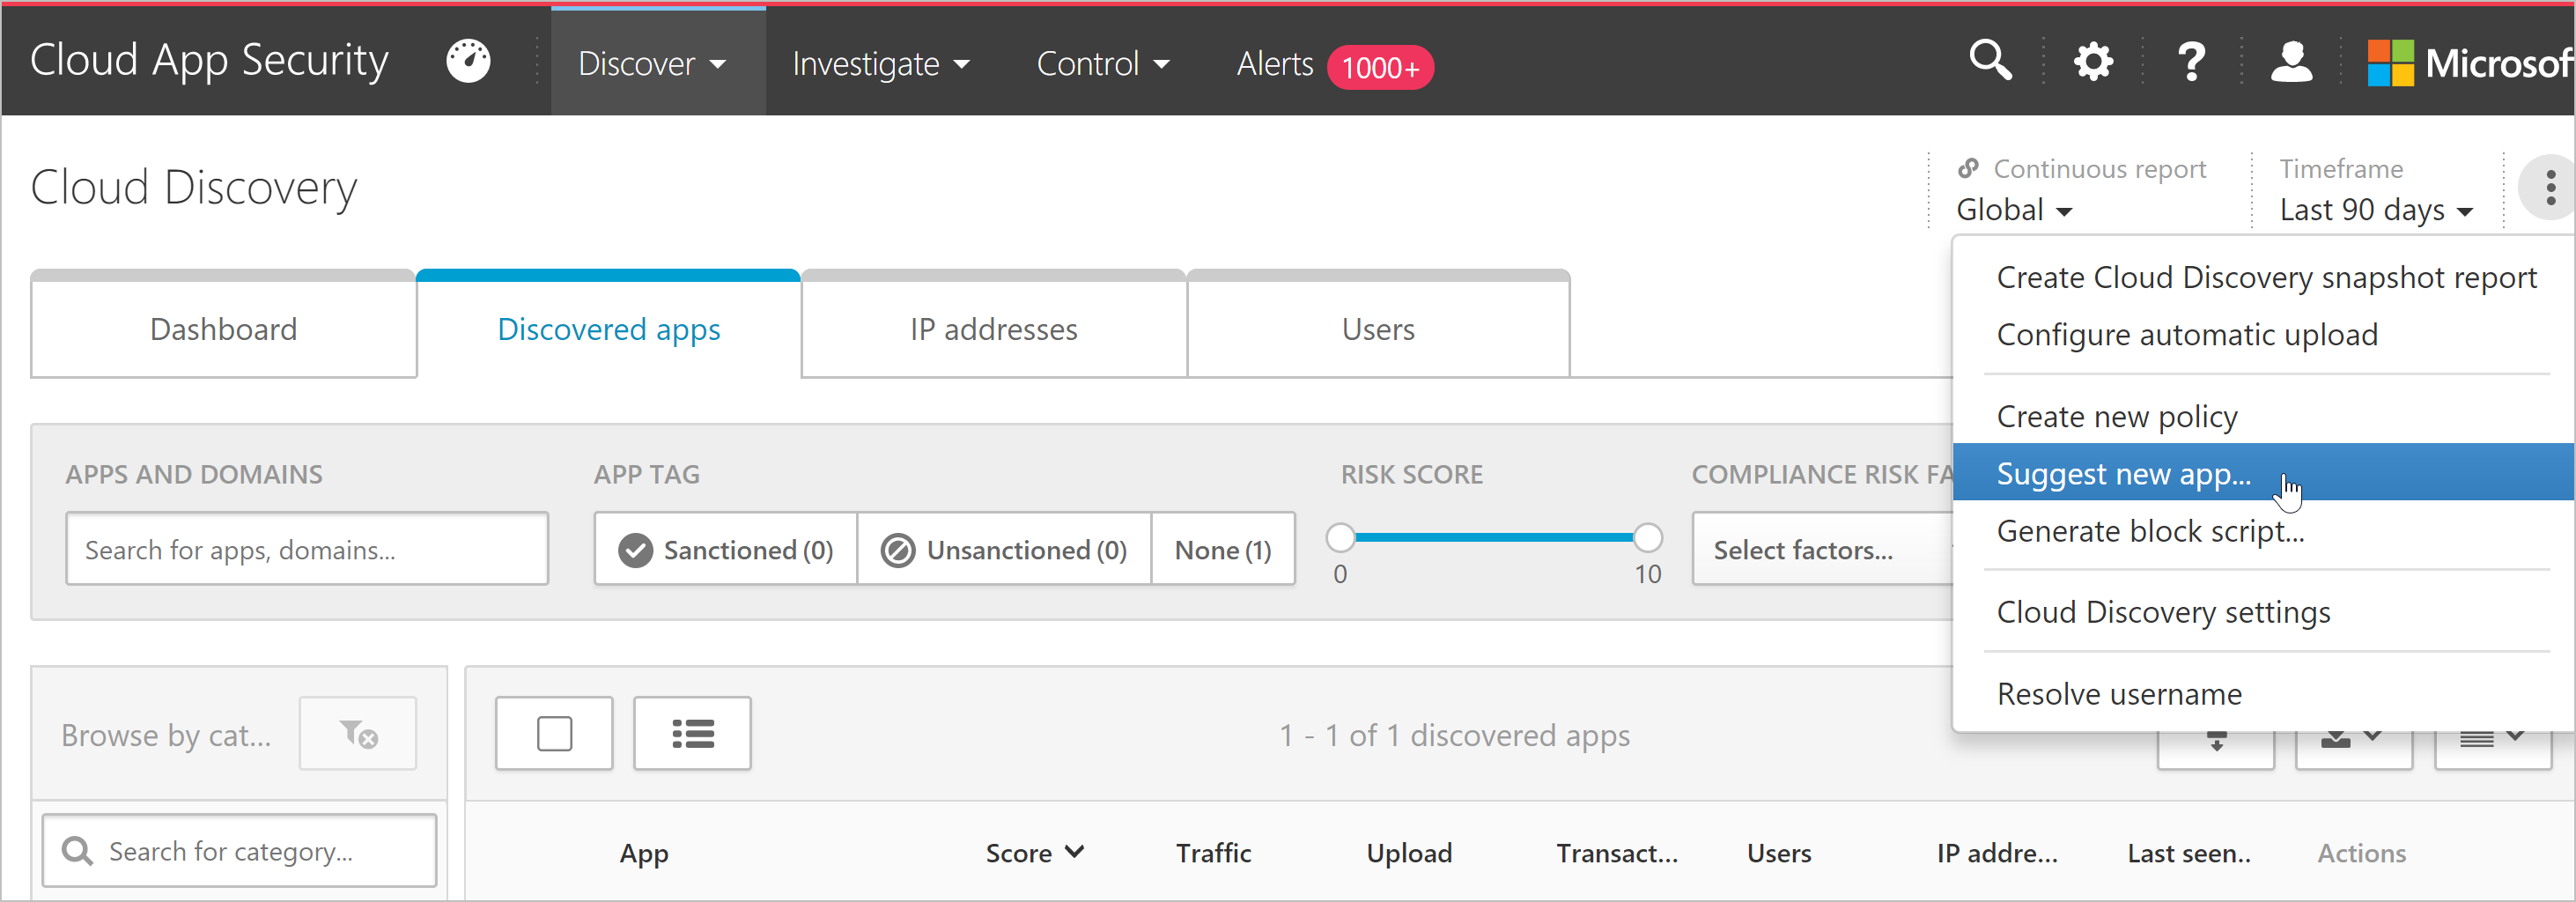 Cloud App Security
Discover
Investigate
Control
Alerts 1000+
?
Microsof
Cloud Discovery
Continuous report
Global
Timeframe
Last 90 days
Create Cloud Discovery snapshot report
Configure automatic upload
Create new policy
Suggest new app...
Generate block script...
Cloud Discovery settings
Resolve username
Dashboard
Discovered apps
IP addresses
Users
APPS AND DOMAINS
Search for apps, domains...
APP TAG
Sanctioned (0)
Unsanctioned (0)
None (1)
RISK SCORE
0
10
COMPLIANCE RISK FA
Select factors...
Browse by cat...
1 - 1 of 1 discovered apps
Search for category...
App
Score
Traffic
Upload
Transact...
Users
IP addre...
Last seen..
Actions